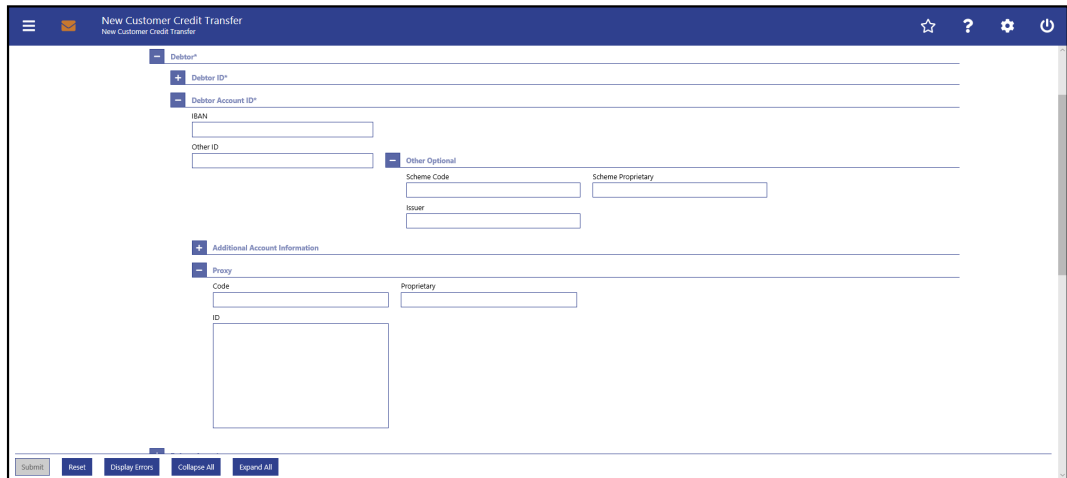 New Customer Credit Transfer
New Customer Credit Transfer
Debtor*
Debtor ID*
Debtor Account ID*
IBAN
Other ID
Other Optional
Scheme Code Scheme Proprietary
Issuer
Additional Account Information
Proxy
Code Proprietary
ID
Submit Reset Display Errors Collapse All Expand All